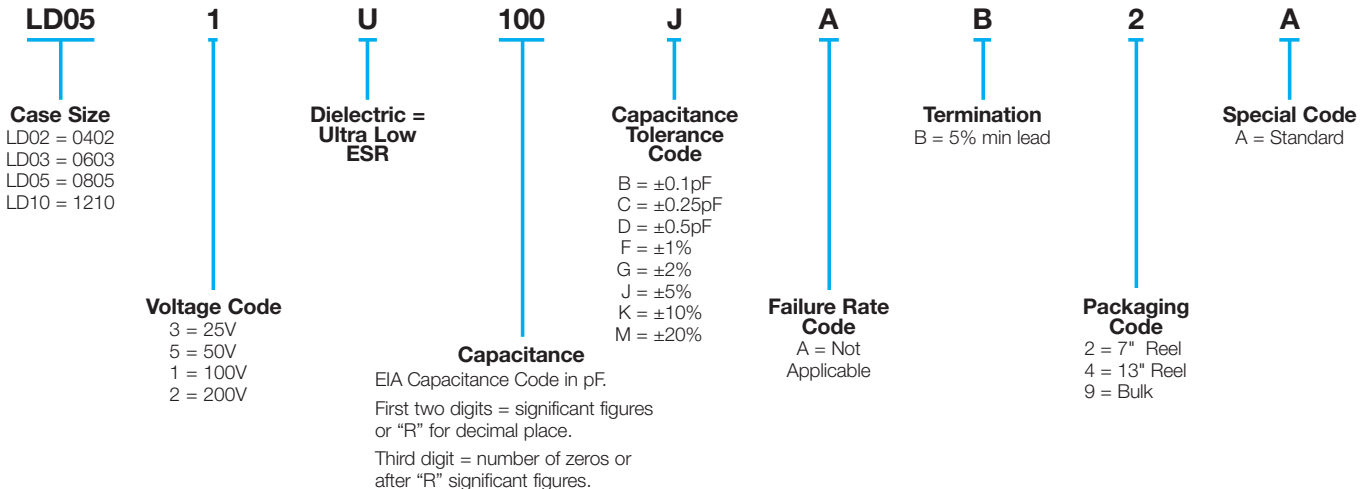 LD05 1 U 100 J A B 2 A
Case Size
LD02 = 0402
LD03 = 0603
LD05 = 0805
LD10 = 1210
Voltage Code
3 = 25V
5 = 50V
1 = 100V
2 = 200V
Dielectric =
Ultra Low
ESR
Capacitance
EIA Capacitance Code in pF.
First two digits = significant figures
or “R” for decimal place.
Third digit = number of zeros or
after “R” significant figures.
Capacitance
Tolerance
Code
B = ±0.1pF
C = ±0.25pF
D = ±0.5pF
F = ±1%
G = ±2%
J = ±5%
K = ±10%
M = ±20%
Failure Rate
Code
A = Not
Applicable
Termination
B = 5% min lead
Packaging
Code
2 = 7" Reel
4 = 13" Reel
9 = Bulk
Special Code
A = Standard